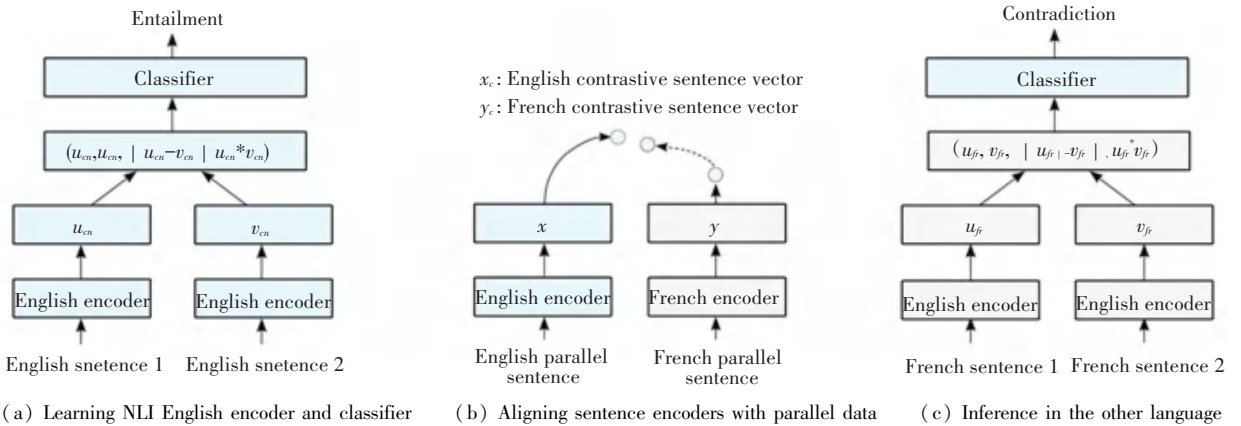 Entailment
Classifier
(u_cn,u_cn, | u_cn-v_cn | u_cn*v_cn)
u_cn
v_cn
English encoder
English encoder
English snetence 1
English snetence 2
(a) Learning NLI English encoder and classifier
x_c: English contrastive sentence vector
y_c: French contrastive sentence vector
x
y
English encoder
French encoder
English parallel
sentence
French parallel
sentence
(b) Aligning sentence encoders with parallel data
Contradiction
Classifier
(u_fr, v_fr, | u_fr | -v_fr | , u_fr*v_fr)
u_fr
v_fr
English encoder
English encoder
French sentence 1
French sentence 2
(c) Inference in the other language